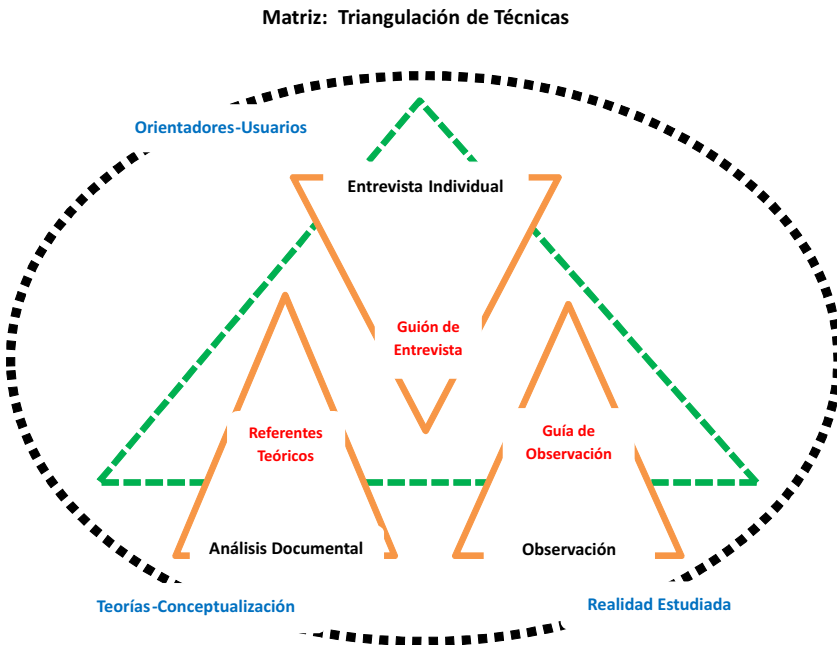 Matriz: Triangulación de Técnicas
Orientadores-Usuarios
Entrevista Individual
Guión de
Entrevista
Referentes
Teóricos
Guía de
Observación
Análisis Documental
Observación
Teorías-Conceptualización
Realidad Estudiada